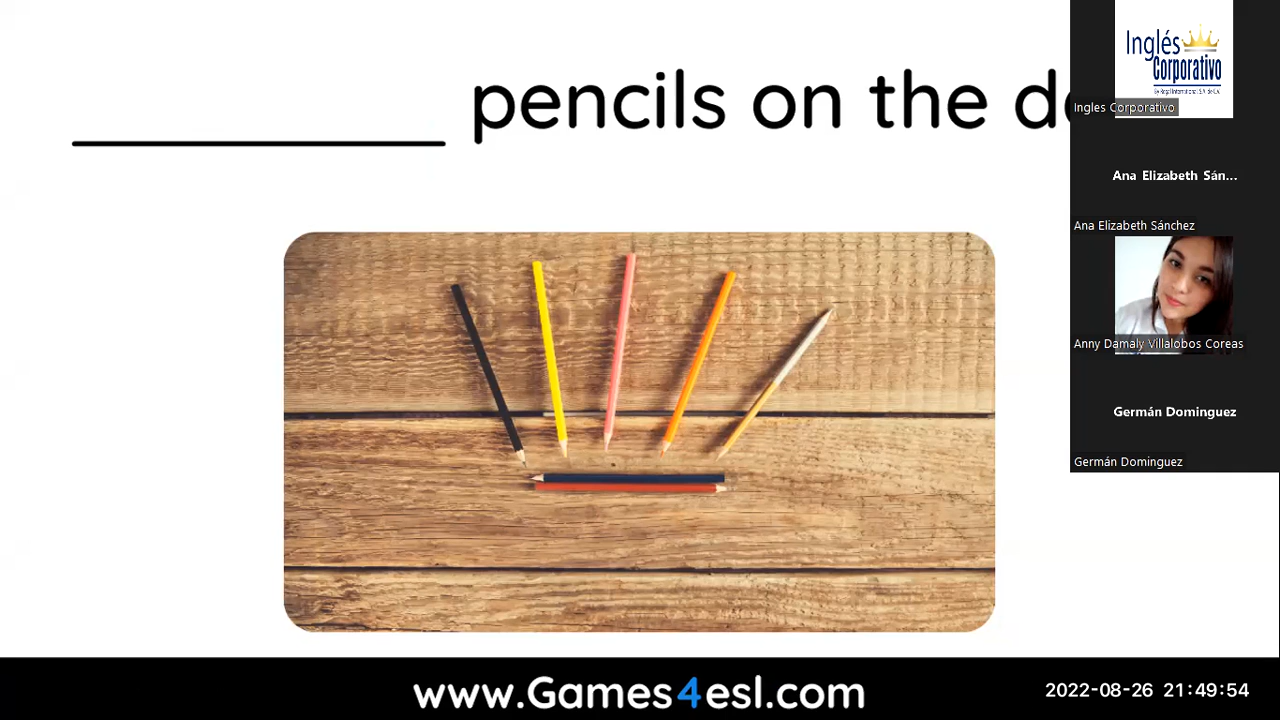 pencils on the
Inglés
Corporativo
Ingles Corporativo
Ana Elizabeth Sán...
Ana Elizabeth Sánchez
Anny Damaly Villalobos Coreas
Germán Dominguez
Germán Dominguez
www.Games4esl.com
2022-08-26 21:49:54